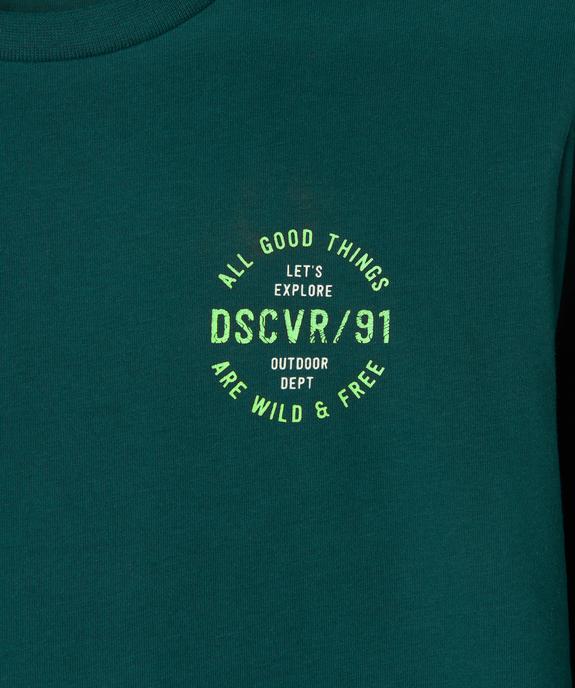 ALL GOOD THINGS
LET'S
EXPLORE
DSCVR/91
OUTDOOR
DEPT
ARE WILD & FREE